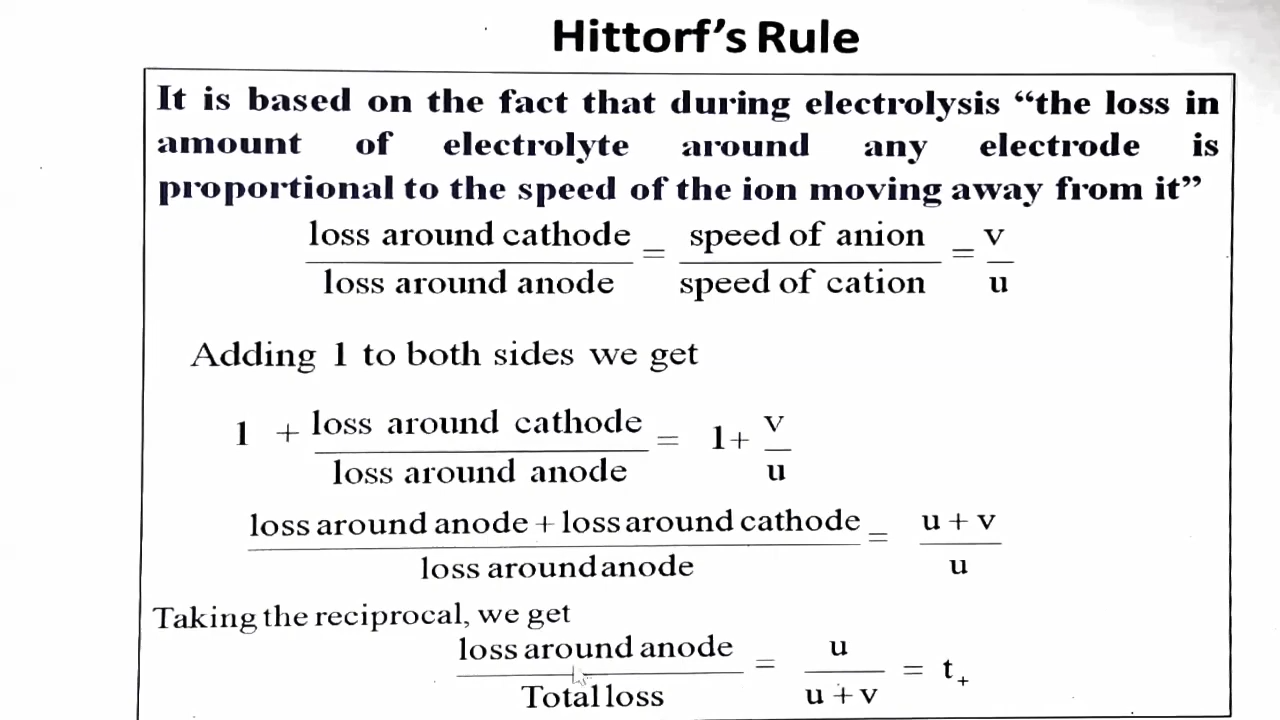 Hittorf's Rule
It is based on the fact that during electrolysis “the loss in
amount of electrolyte around any electrode is
proportional to the speed of the ion moving away from it”
loss around cathode / loss around anode = speed of anion / speed of cation = v / u
Adding 1 to both sides we get
1 + loss around cathode / loss around anode = 1+ v / u
loss around anode + loss around cathode / loss around anode = u + v / u
Taking the reciprocal, we get
loss around anode / Total loss = u / u + v = t₊